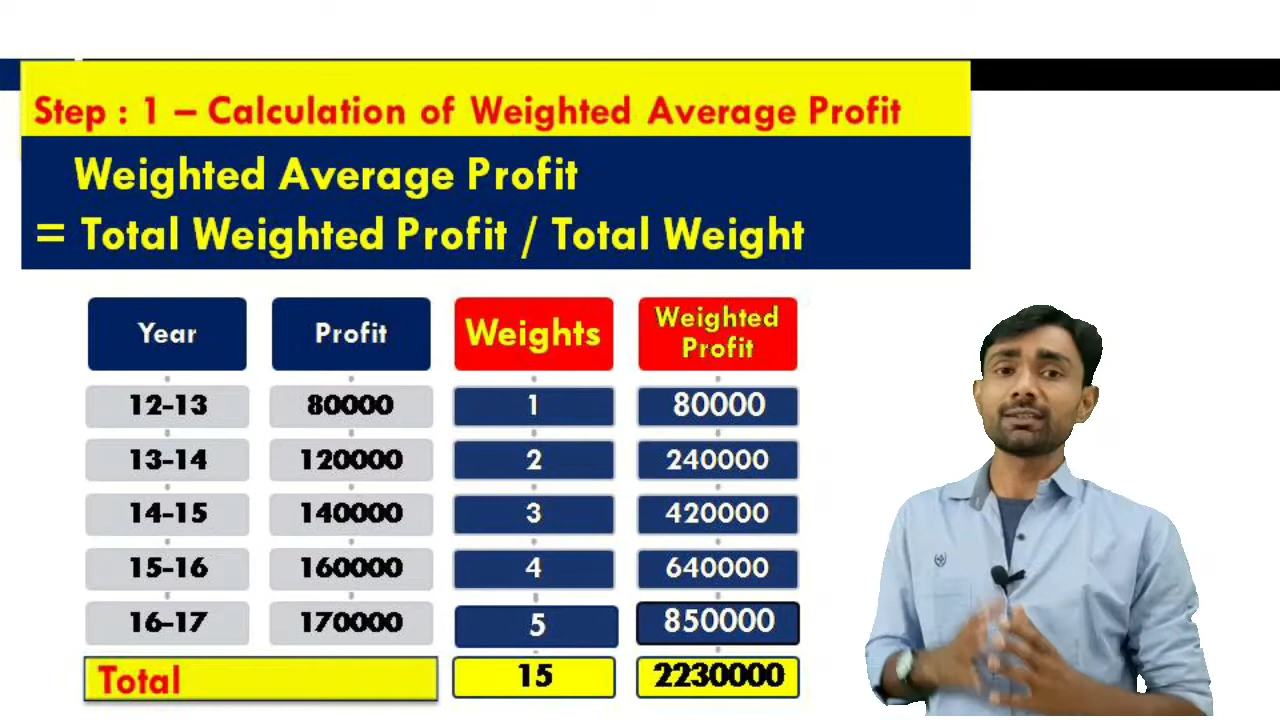 Step : 1 – Calculation of Weighted Average Profit
Weighted Average Profit
= Total Weighted Profit / Total Weight
Year Profit Weights Weighted Profit
12-13 80000 1 80000
13-14 120000 2 240000
14-15 140000 3 420000
15-16 160000 4 640000
16-17 170000 5 850000
Total 15 2230000